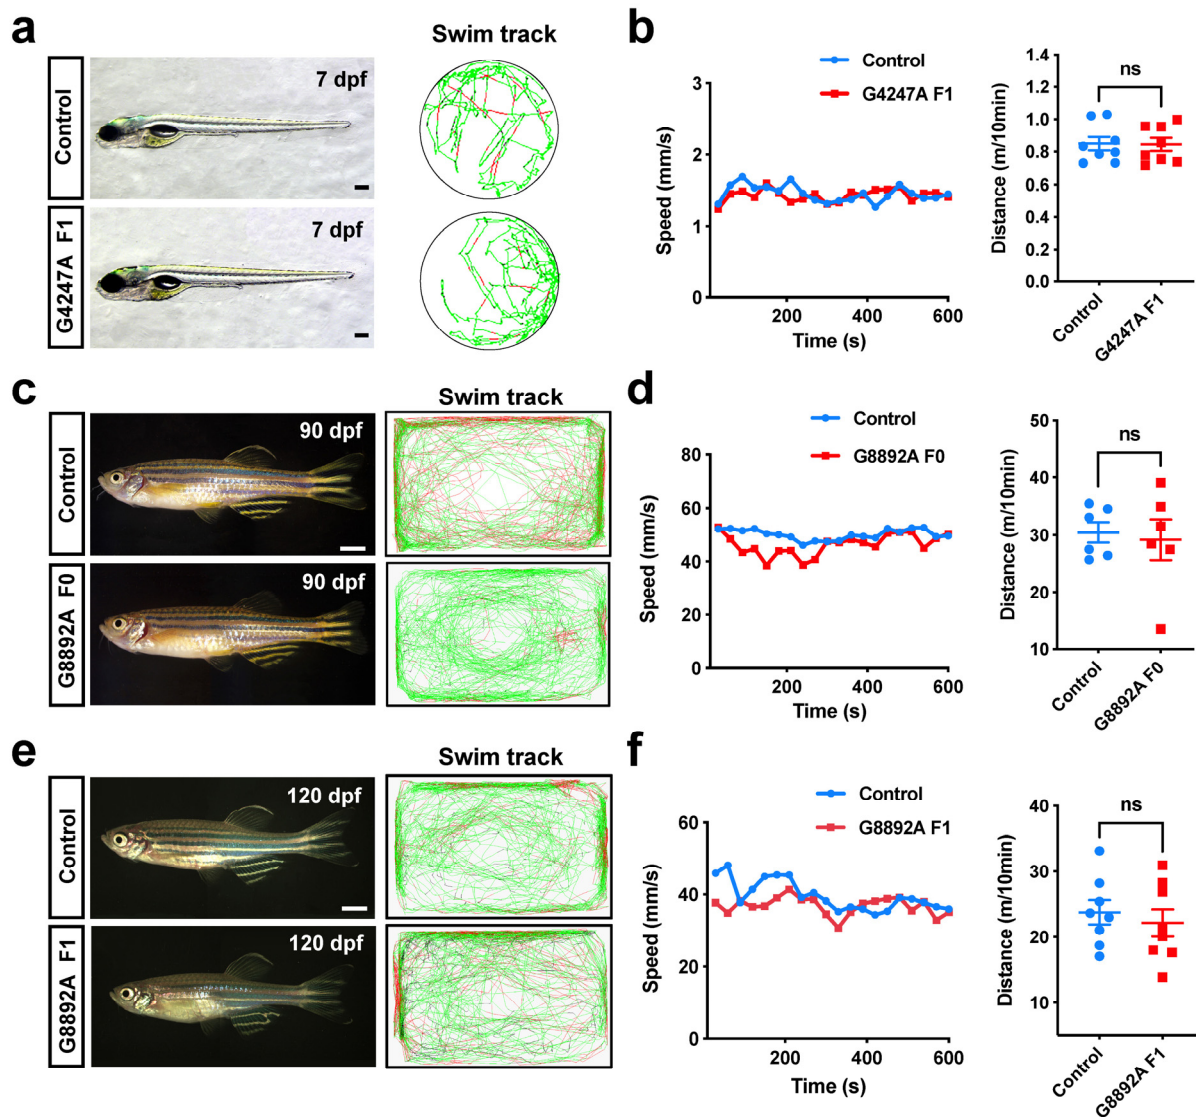 a
Swim track
Control
7 dpf
G4247A F1
7 dpf
b
Control
G4247A F1
Speed (mm/s)
3
2
1
0
200
400
600
Time (s)
Distance (m/10min)
1.4
1.2
1.0
0.8
0.6
0.4
0.2
0.0
ns
Control
G4247A F1
c
Swim track
Control
90 dpf
G8892A F0
90 dpf
d
Control
G8892A F0
Speed (mm/s)
80
60
40
20
0
200
400
600
Time (s)
Distance (m/10min)
50
40
30
20
10
ns
Control
G8892A F0
e
Swim track
Control
120 dpf
G8892A F1
120 dpf
f
Control
G8892A F1
Speed (mm/s)
60
40
20
0
200
400
600
Time (s)
Distance (m/10min)
40
30
20
10
ns
Control
G8892A F1